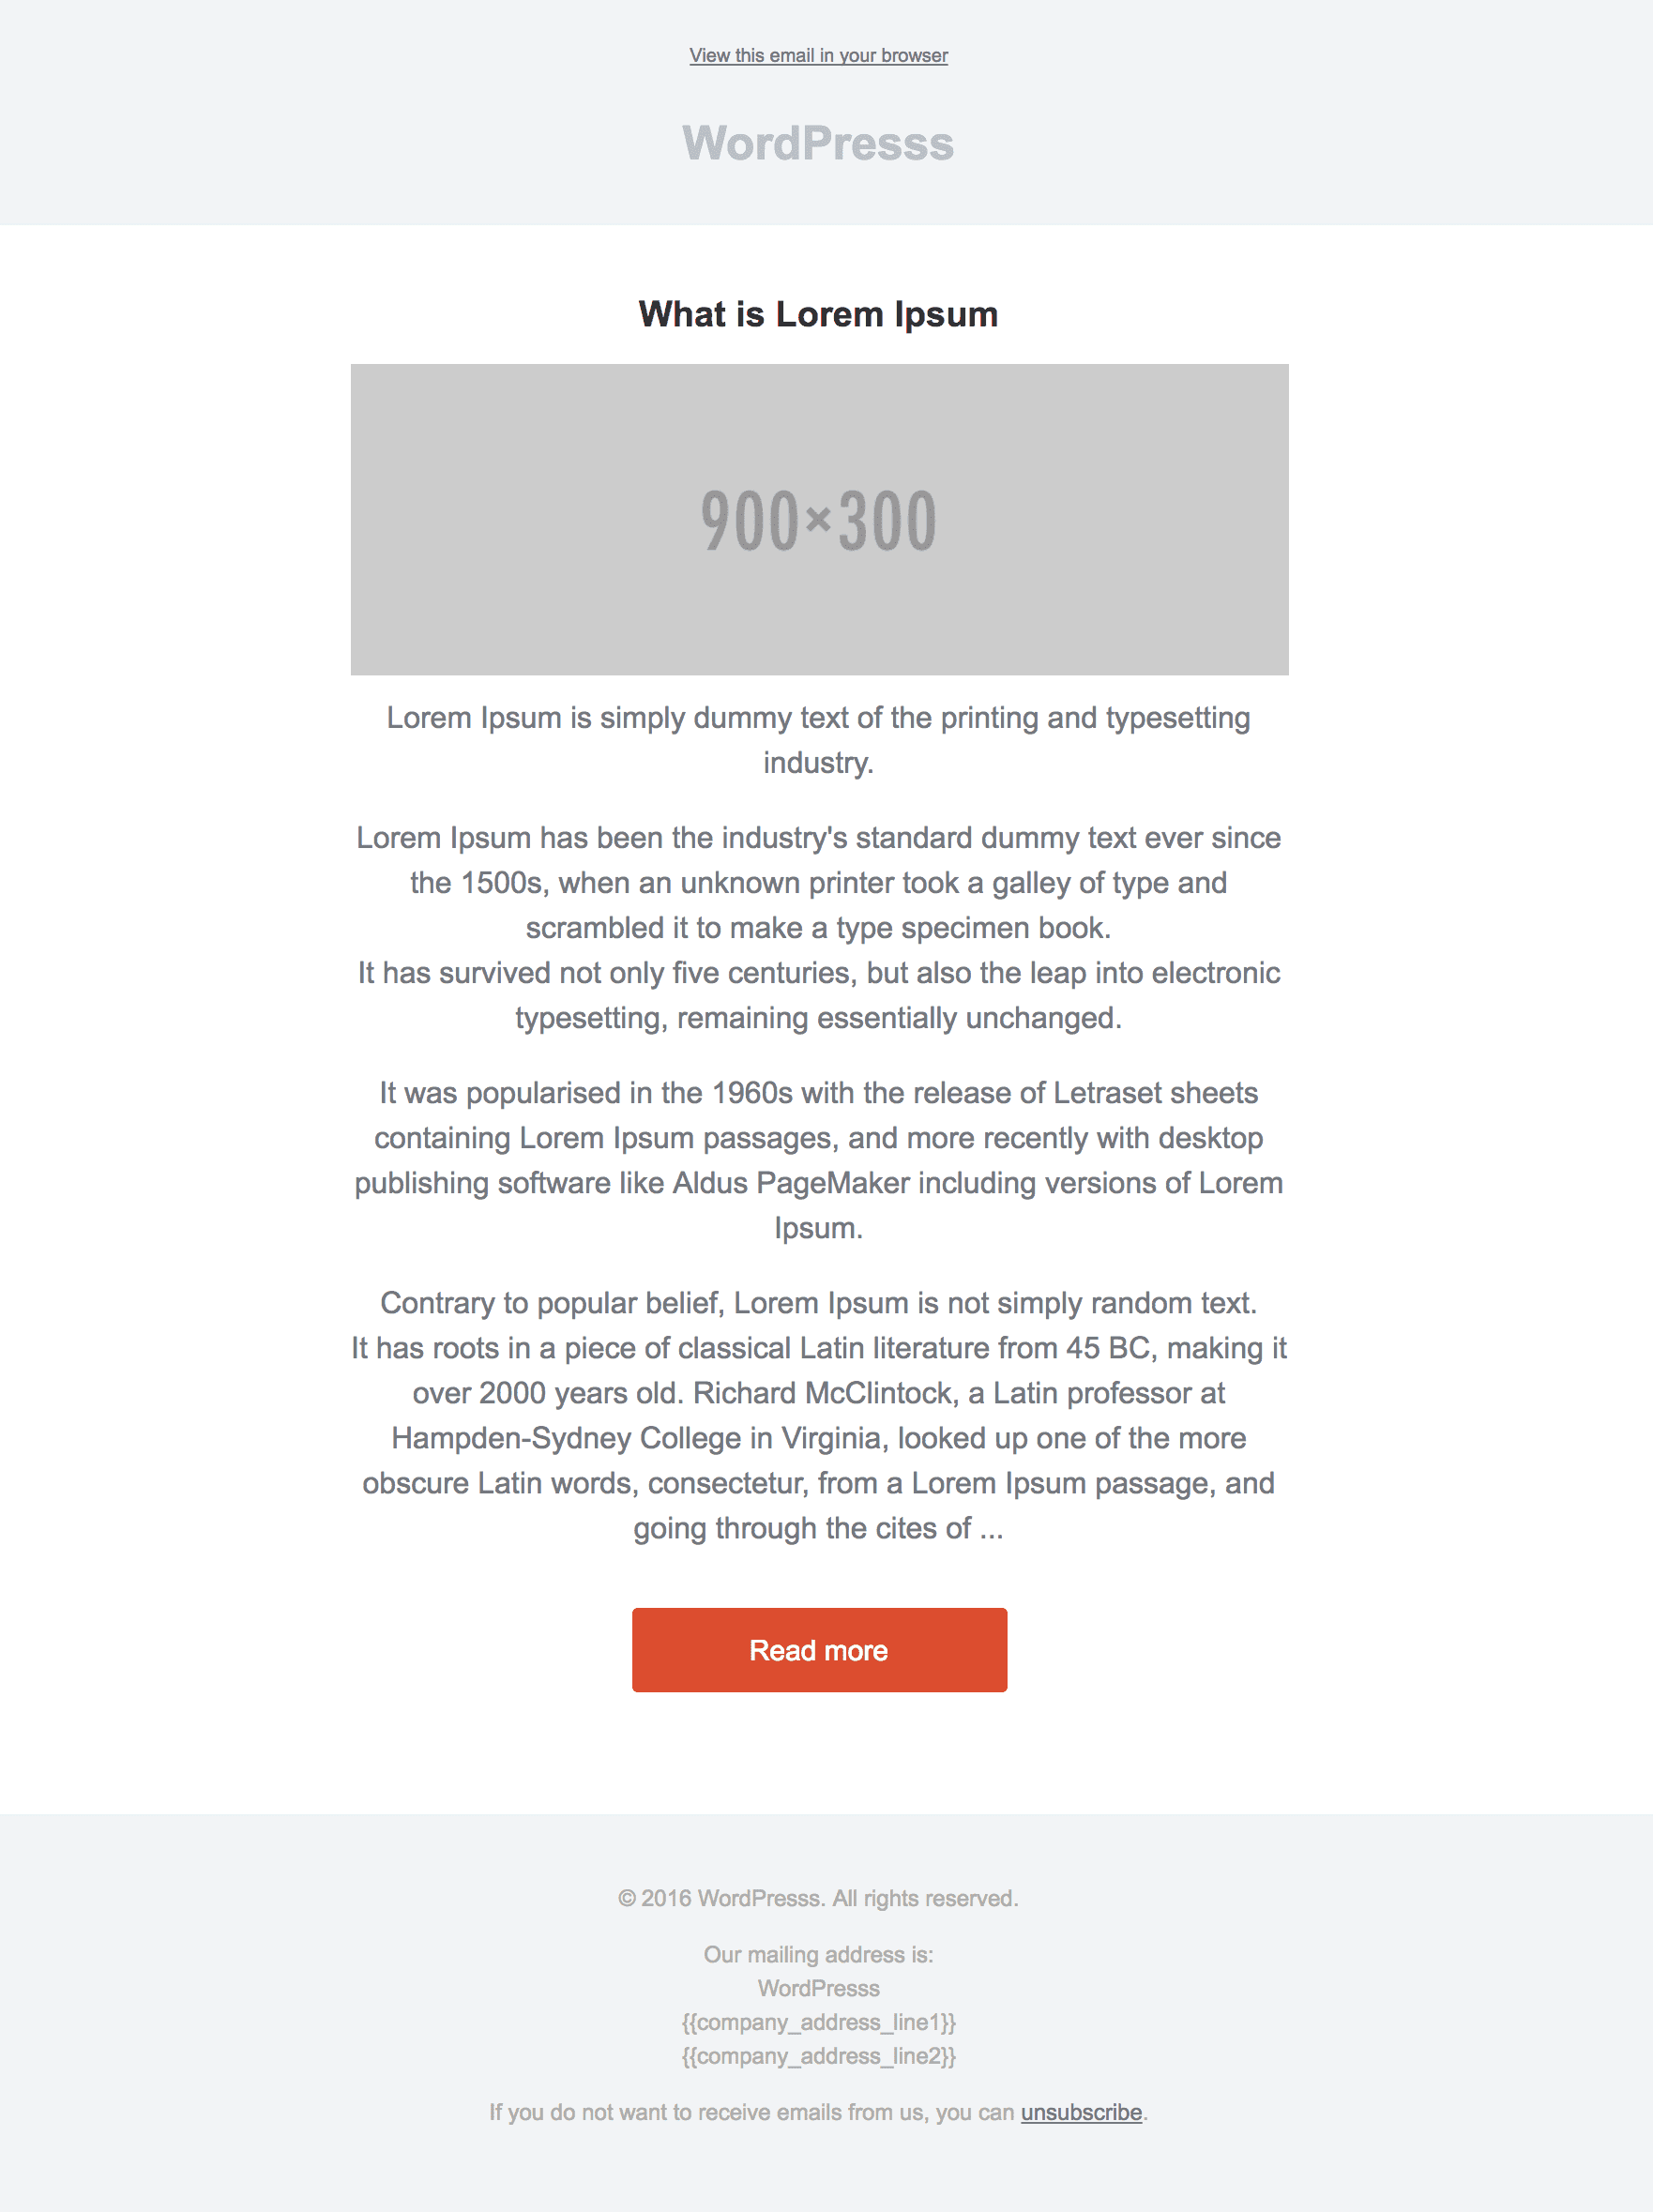 View this email in your browser
WordPresss
What is Lorem Ipsum
900×300
Lorem Ipsum is simply dummy text of the printing and typesetting
industry.
Lorem Ipsum has been the industry's standard dummy text ever since
the 1500s, when an unknown printer took a galley of type and
scrambled it to make a type specimen book.
It has survived not only five centuries, but also the leap into electronic
typesetting, remaining essentially unchanged.
It was popularised in the 1960s with the release of Letraset sheets
containing Lorem Ipsum passages, and more recently with desktop
publishing software like Aldus PageMaker including versions of Lorem
Ipsum.
Contrary to popular belief, Lorem Ipsum is not simply random text.
It has roots in a piece of classical Latin literature from 45 BC, making it
over 2000 years old. Richard McClintock, a Latin professor at
Hampden-Sydney College in Virginia, looked up one of the more
obscure Latin words, consectetur, from a Lorem Ipsum passage, and
going through the cites of ...
Read more
© 2016 WordPresss. All rights reserved.
Our mailing address is:
WordPresss
{{company_address_line1}}
{{company_address_line2}}
If you do not want to receive emails from us, you can unsubscribe.